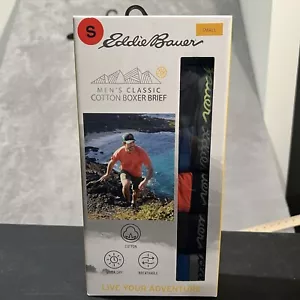 S
Eddie Bauer
SMALL
MEN'S CLASSIC
COTTON BOXER BRIEF
COTTON
BREATHABLE
LIVE YOUR ADVENTURE